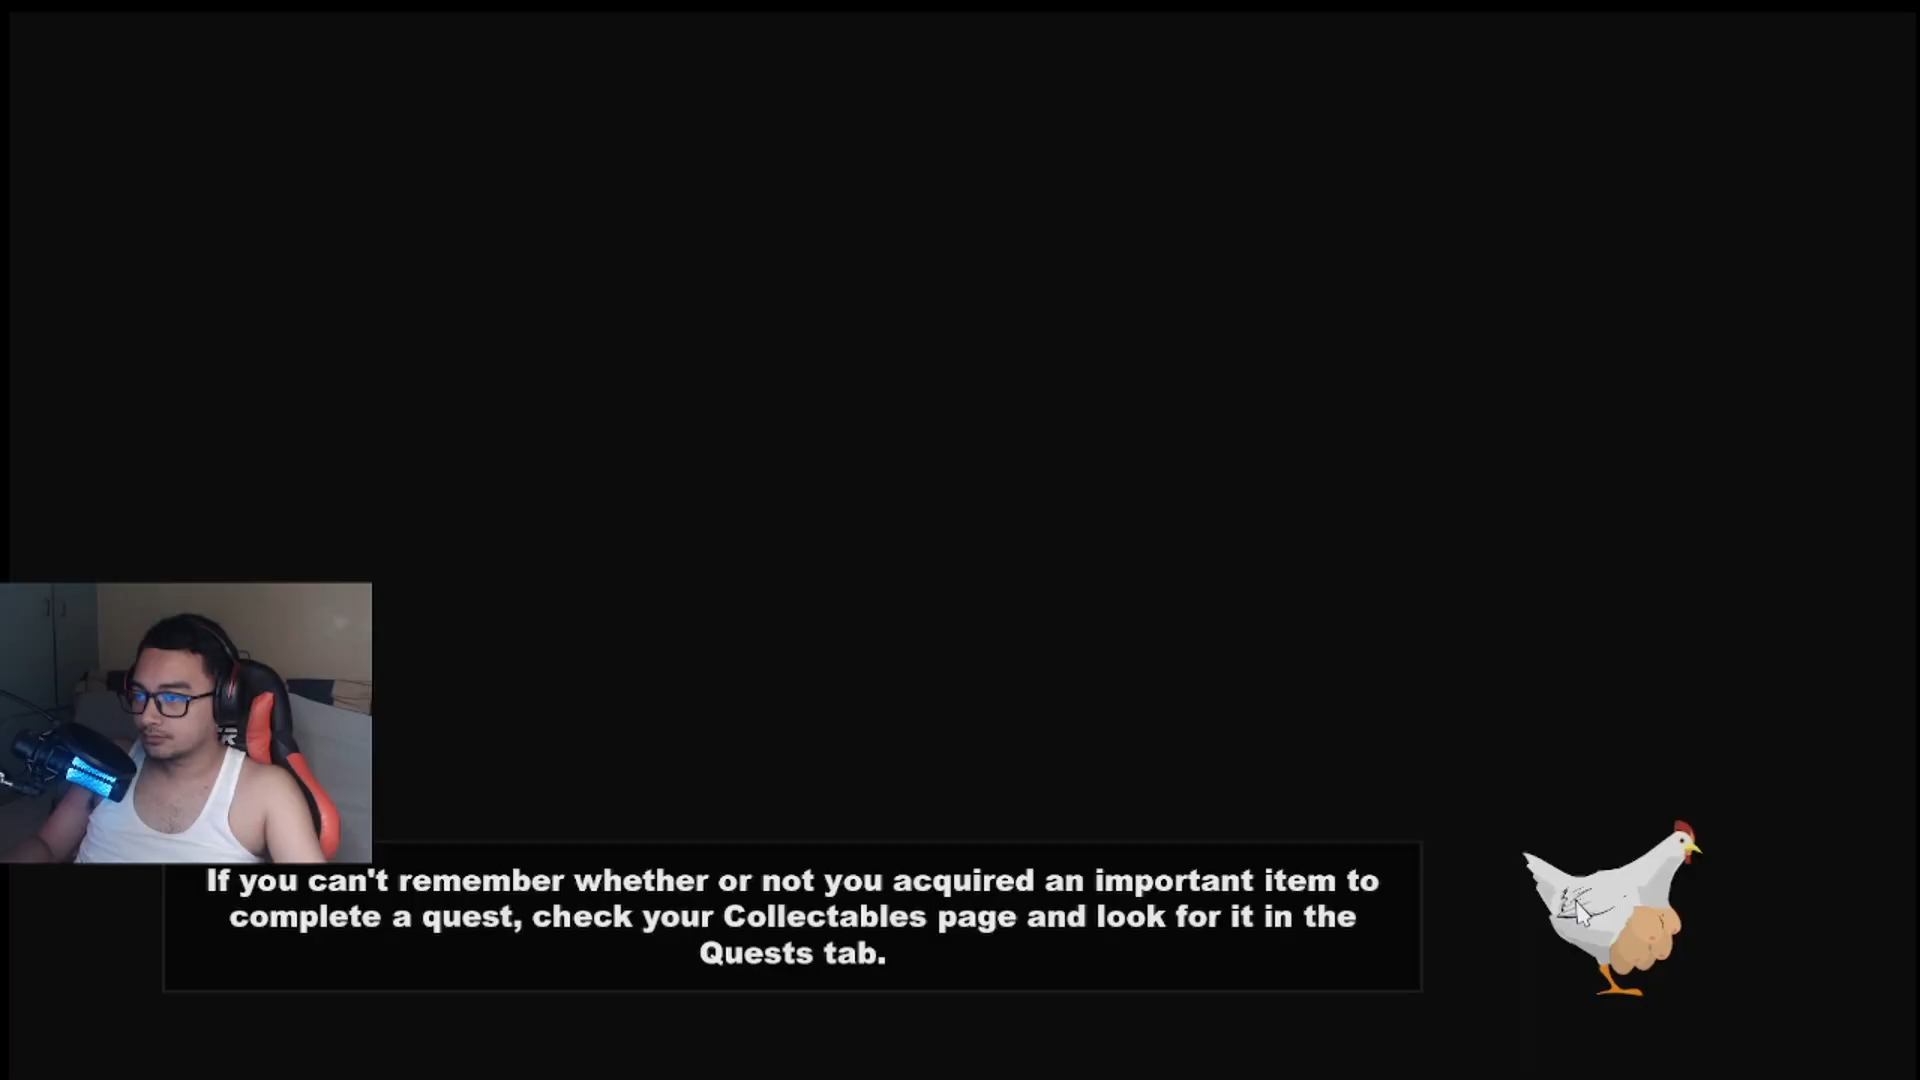 If you can't remember whether or not you acquired an important item to
complete a quest, check your Collectables page and look for it in the
Quests tab.